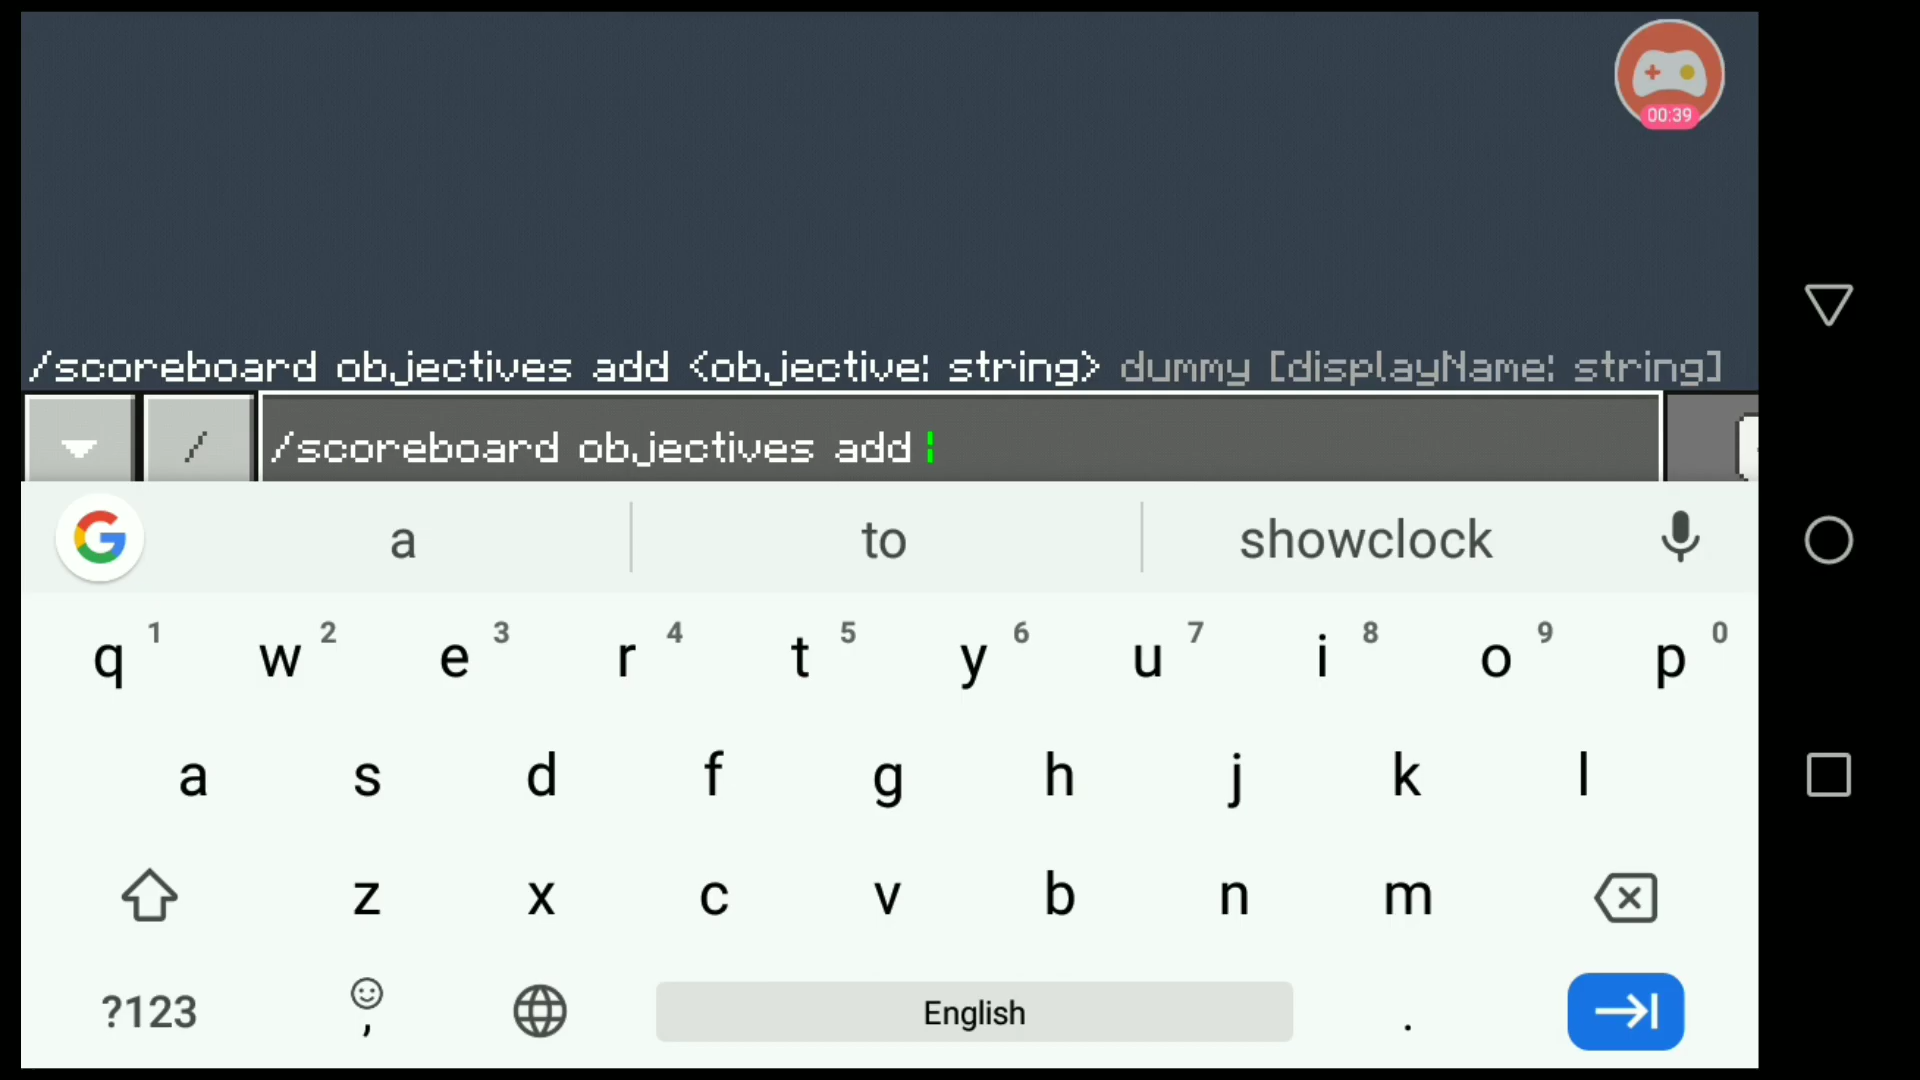 00:39
/scoreboard objectives add <objective: string> dummy [displayName: string]
/ /scoreboard objectives add
a to showclock
q 1 w 2 e 3 r 4 t 5 y 6 u 7 i 8 o 9 p 0
a s d f g h j k l
z x c v b n m
?123 , English .